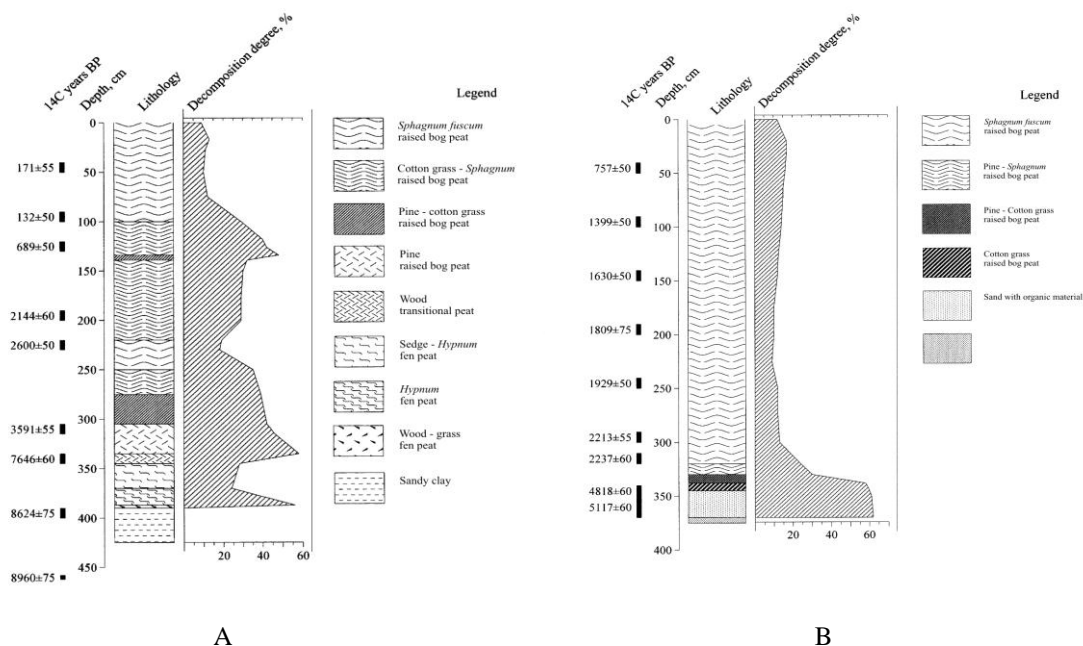 14C years BP
Depth, cm
Lithology
Decomposition degree, %
Legend
0
50
100
150
200
250
300
350
400
450
171±55
132±50
689±50
2144±60
2600±50
3591±55
7646±60
8624±75
8960±75
20 40 60
Sphagnum fuscum
raised bog peat
Cotton grass - Sphagnum
raised bog peat
Pine - cotton grass
raised bog peat
Pine
raised bog peat
Wood
transitional peat
Sedge - Hypnum
fen peat
Hypnum
fen peat
Wood - grass
fen peat
Sandy clay
A
14C years BP
Depth, cm
Lithology
Decomposition degree, %
Legend
0
50
100
150
200
250
300
350
400
757±50
1399±50
1630±50
1809±75
1929±50
2213±55
2237±60
4818±60
5117±60
20 40 60
Sphagnum fuscum
raised bog peat
Pine - Sphagnum
raised bog peat
Pine - Cotton grass
raised bog peat
Cotton grass
raised bog peat
Sand with organic material
B